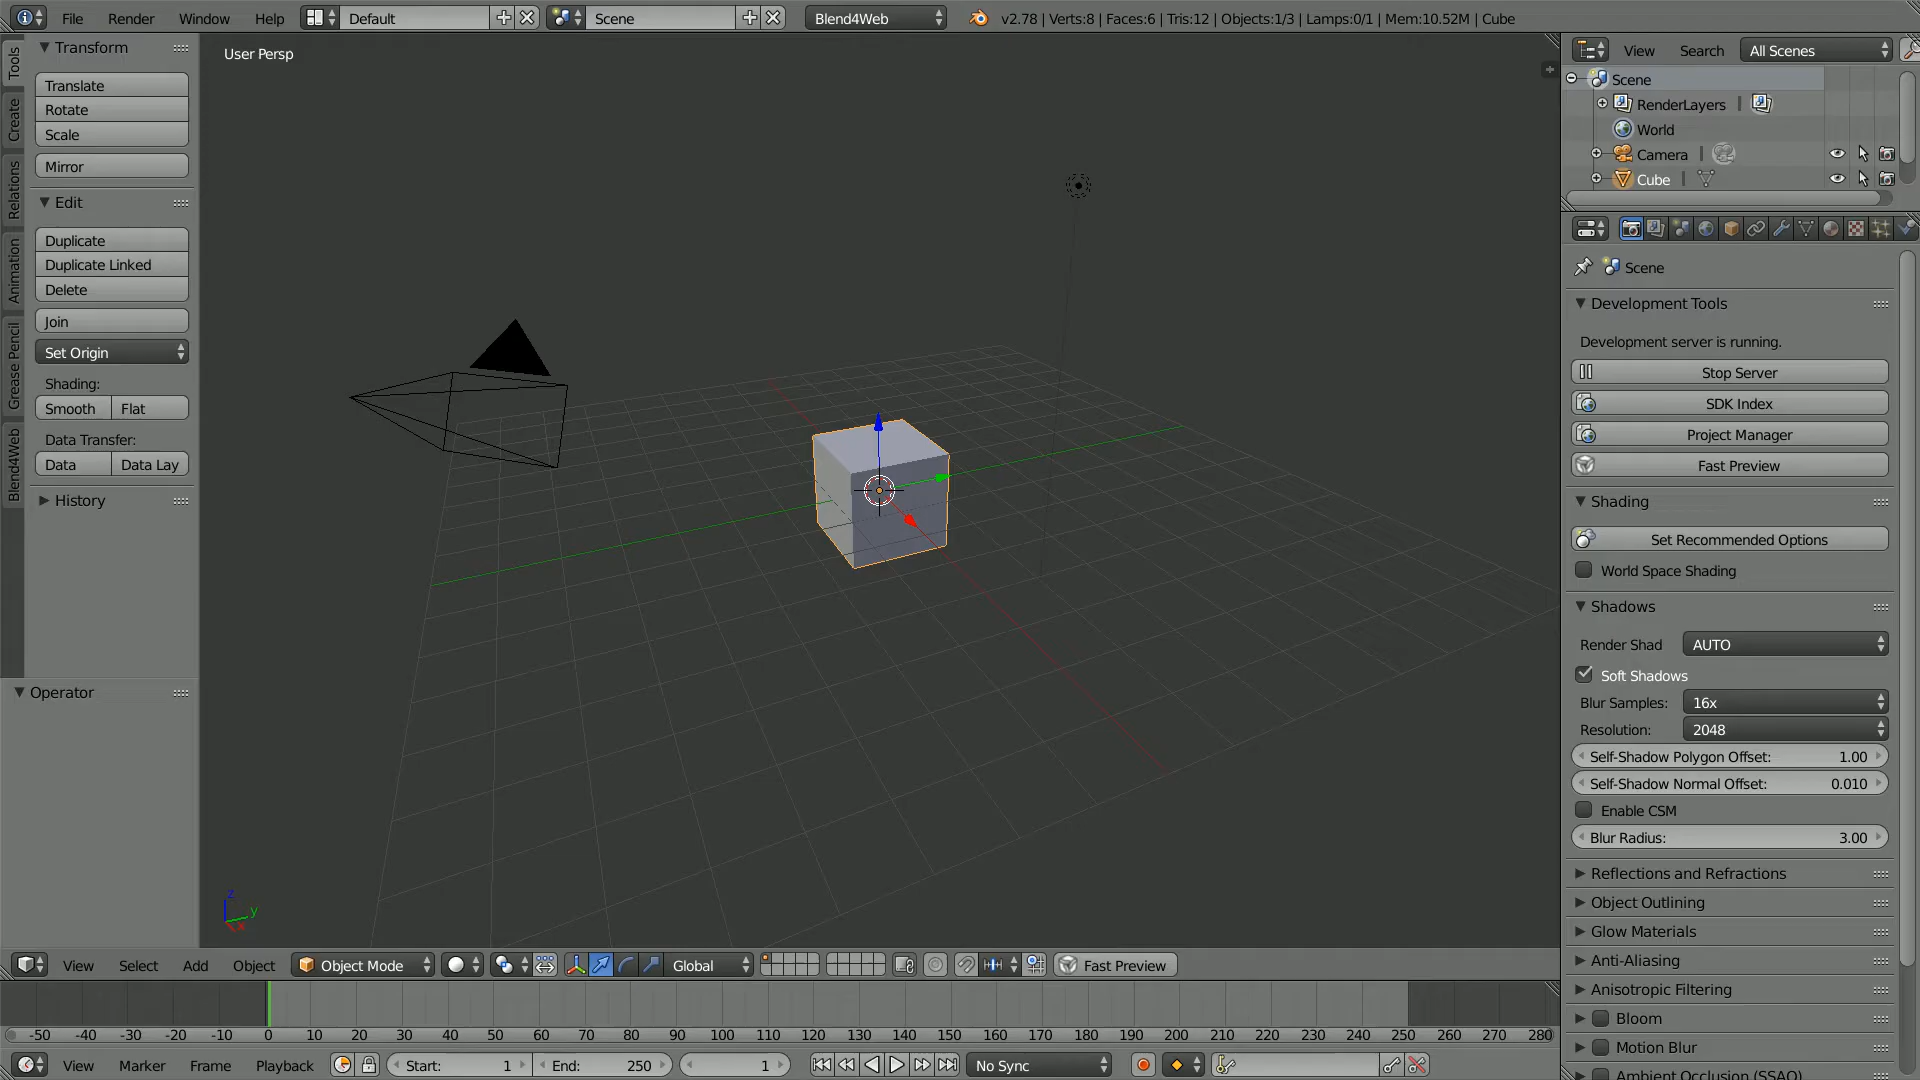 File Render Window Help Default Scene Blend4Web v2.78 | Verts:8 | Faces:6 | Tris:12 | Objects:1/3 | Lamps:0/1 | Mem:10.52M | Cube
Tools
Create
Relations
Animation
Grease Pencil
Blend4Web
Transform
Translate
Rotate
Scale
Mirror
Edit
Duplicate
Duplicate Linked
Delete
Join
Set Origin
Shading:
Smooth Flat
Data Transfer:
Data Data Lay
History
Operator
User Persp
z
y
x
View Search All Scenes
Scene
RenderLayers
World
Camera
Cube
Scene
Development Tools
Development server is running.
Stop Server
SDK Index
Project Manager
Fast Preview
Shading
Set Recommended Options
World Space Shading
Shadows
Render Shad AUTO
Soft Shadows
Blur Samples: 16x
Resolution: 2048
Self-Shadow Polygon Offset: 1.00
Self-Shadow Normal Offset: 0.010
Enable CSM
Blur Radius: 3.00
Reflections and Refractions
Object Outlining
Glow Materials
Anti-Aliasing
Anisotropic Filtering
Bloom
Motion Blur
Ambient Occlusion (SSAO)
View Select Add Object Object Mode Global Fast Preview
-50 -40 -30 -20 -10 0 10 20 30 40 50 60 70 80 90 100 110 120 130 140 150 160 170 180 190 200 210 220 230 240 250 260 270 280
View Marker Frame Playback Start: 1 End: 250 1 No Sync